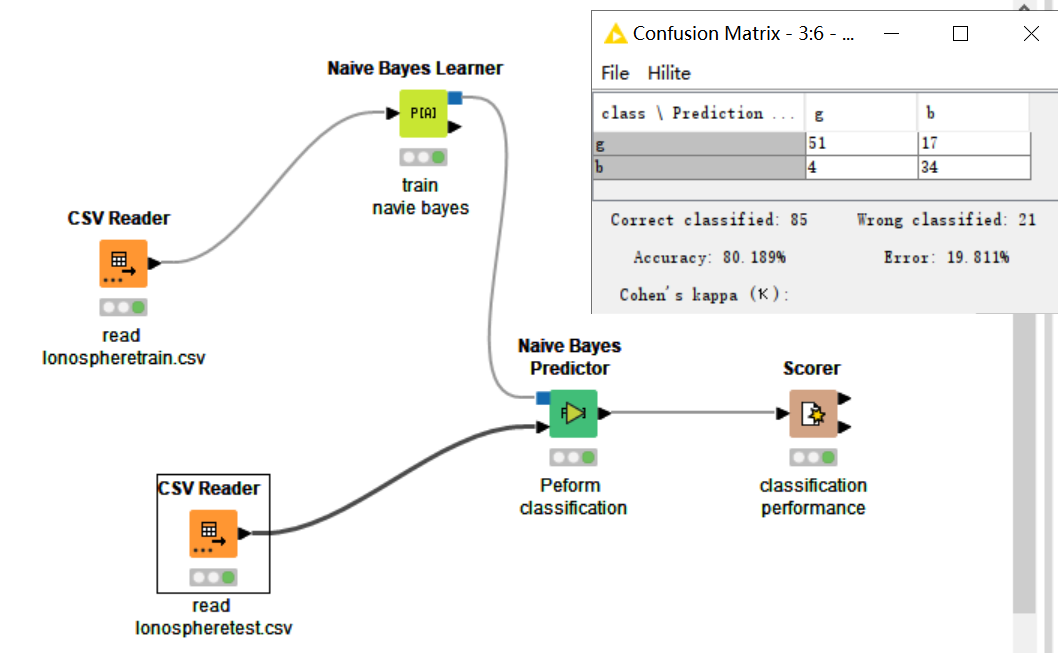 Confusion Matrix - 3:6 - ...
File Hilite
class \ Prediction ... g b
g 51 17
b 4 34
Correct classified: 85 Wrong classified: 21
Accuracy: 80.189% Error: 19.811%
Cohen's kappa (κ):
Naive Bayes Learner
P[A]
train
navie bayes
CSV Reader
read
Ionospheretrain.csv
Naive Bayes
Predictor
Peform
classification
Scorer
classification
performance
CSV Reader
read
Ionospheretest.csv